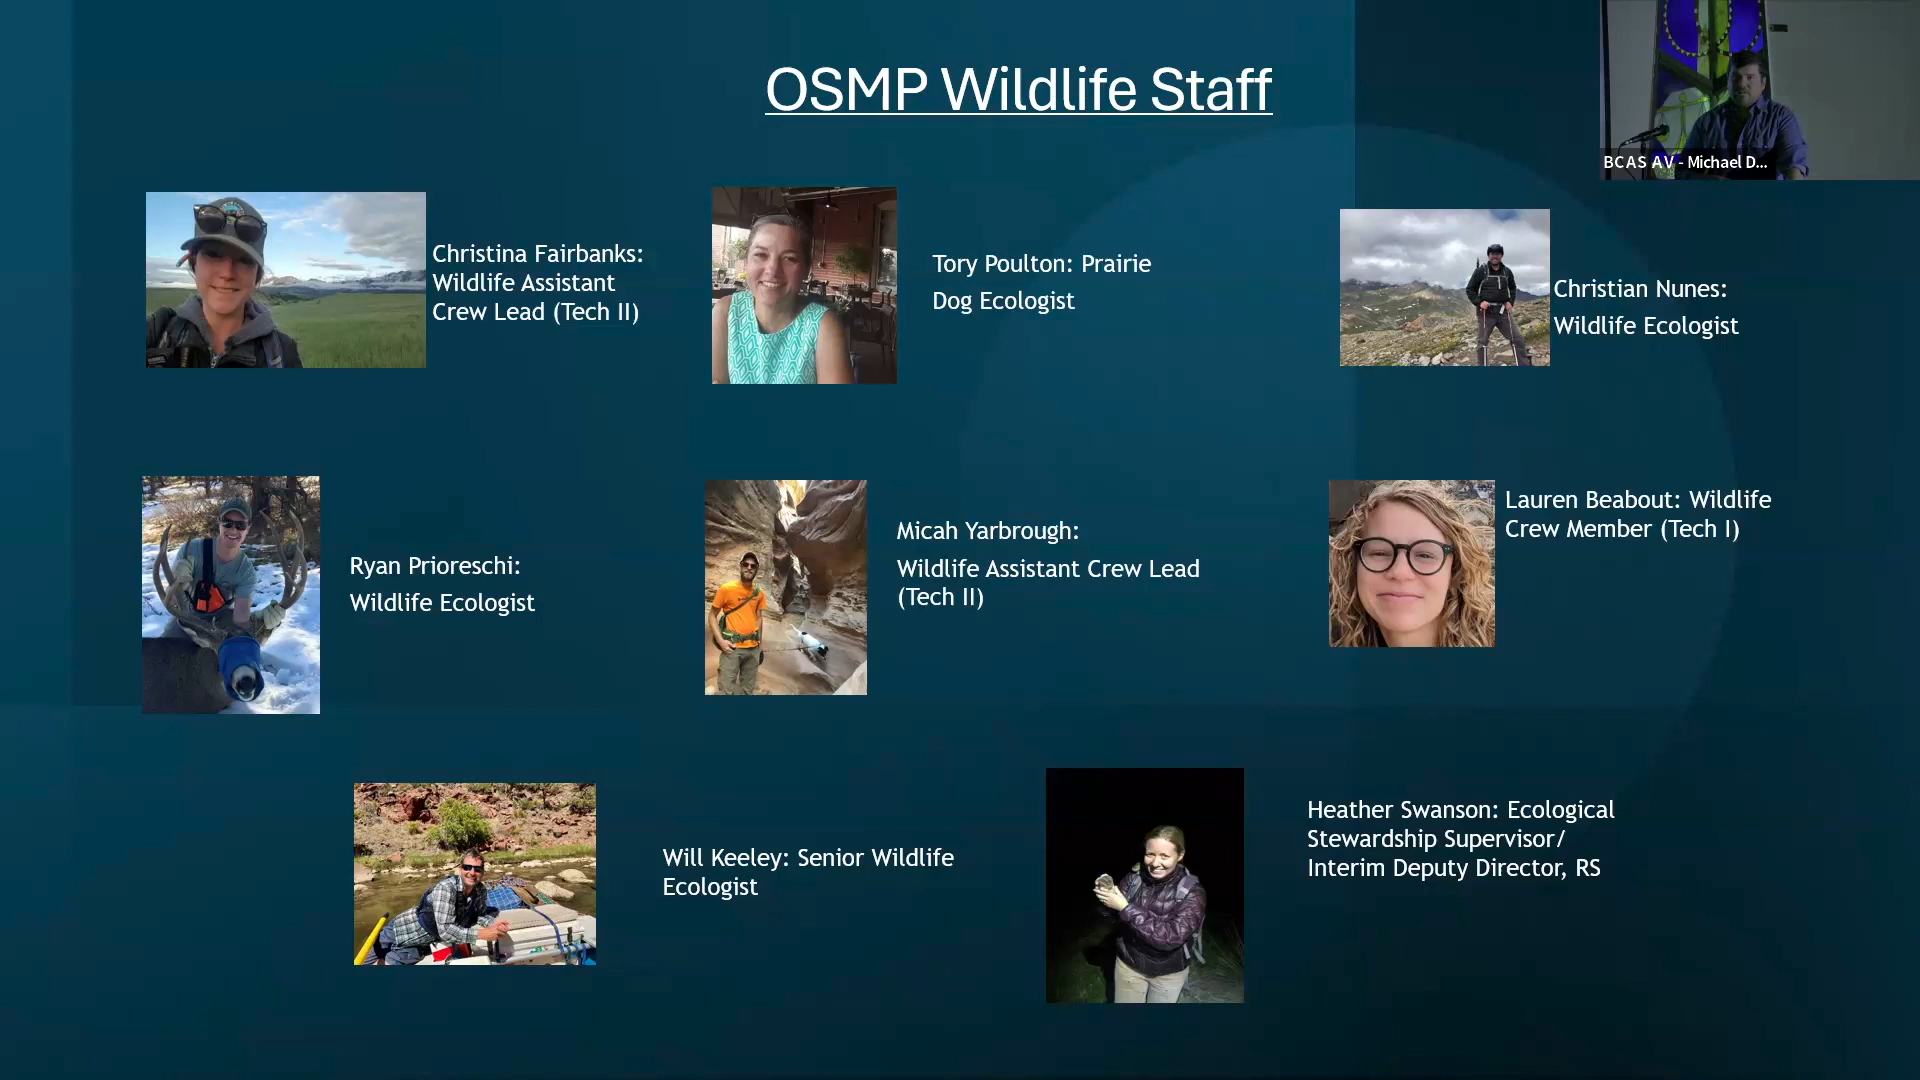 OSMP Wildlife Staff
BCAS AV - Michael D...
Christina Fairbanks:
Wildlife Assistant
Crew Lead (Tech II)
Tory Poulton: Prairie
Dog Ecologist
Christian Nunes:
Wildlife Ecologist
Ryan Prioreschi:
Wildlife Ecologist
Micah Yarbrough:
Wildlife Assistant Crew Lead
(Tech II)
Lauren Beabout: Wildlife
Crew Member (Tech I)
Will Keeley: Senior Wildlife
Ecologist
Heather Swanson: Ecological
Stewardship Supervisor/
Interim Deputy Director, RS